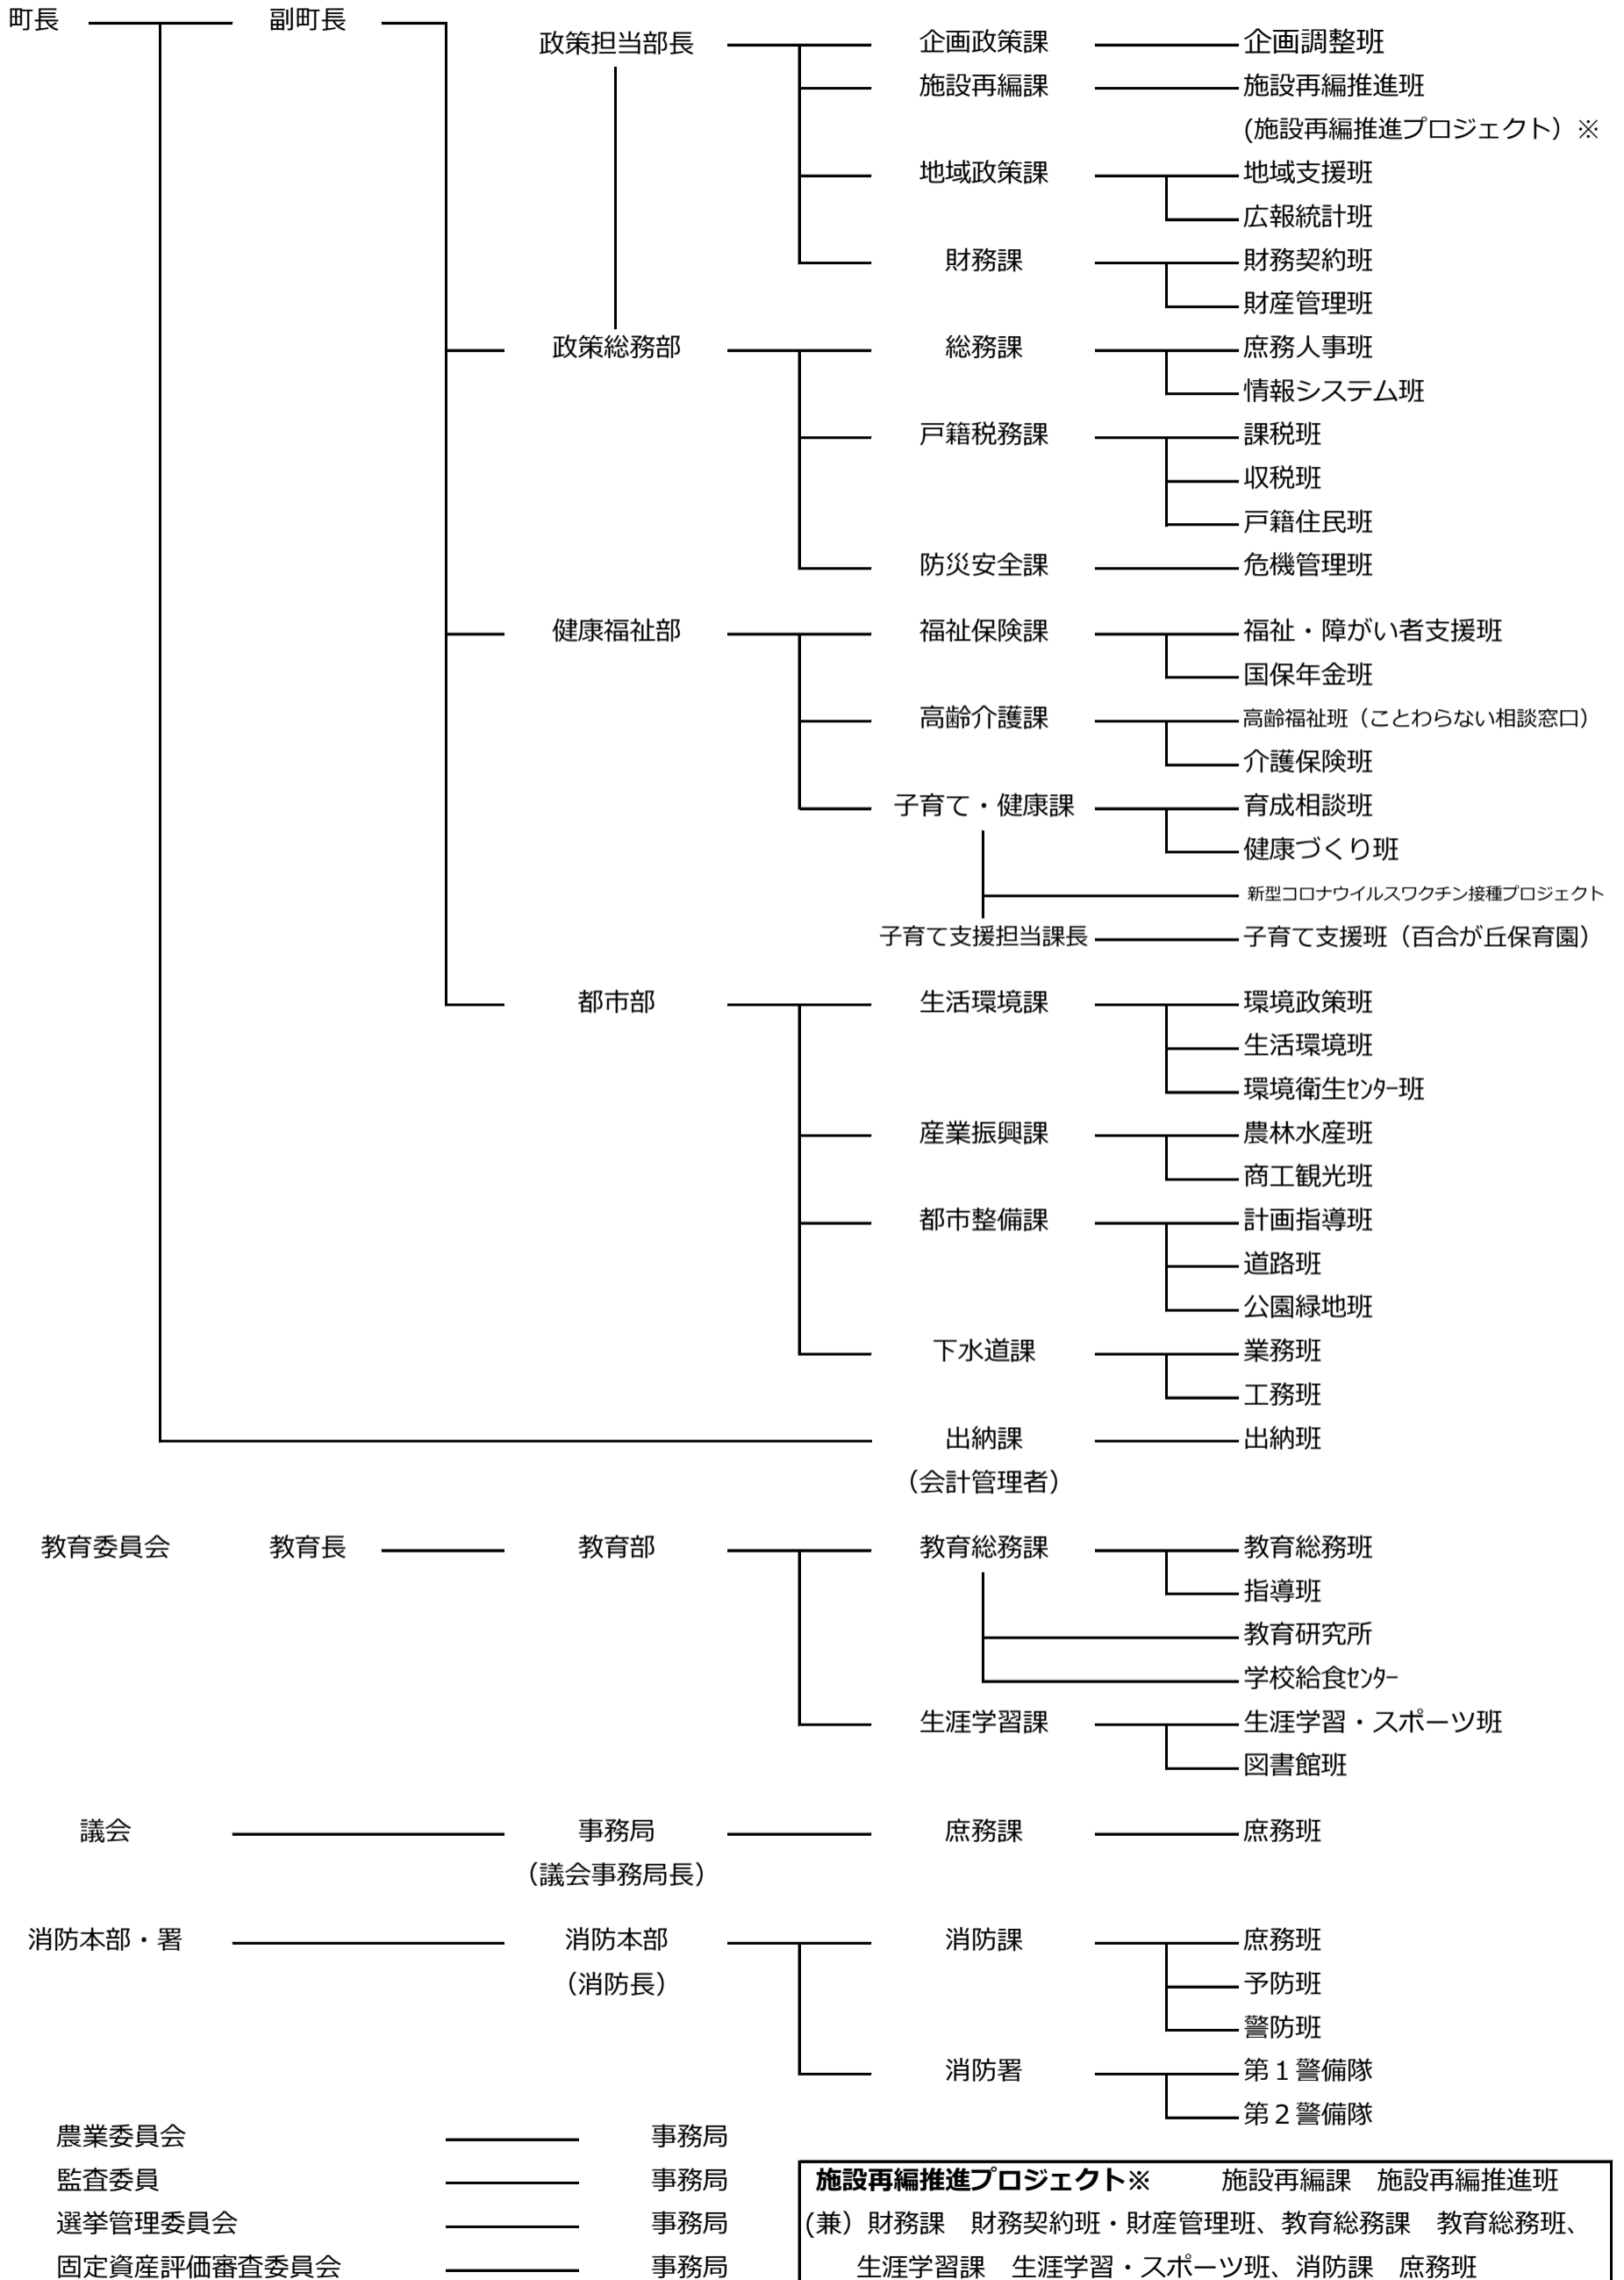 町長 副町長
政策担当部長 企画政策課 企画調整班
施設再編課 施設再編推進班
(施設再編推進プロジェクト）※
地域政策課 地域支援班
広報統計班
財務課 財務契約班
財産管理班
政策総務部 総務課 庶務人事班
情報システム班
戸籍税務課 課税班
収税班
戸籍住民班
防災安全課 危機管理班
健康福祉部 福祉保険課 福祉・障がい者支援班
国保年金班
高齢介護課 高齢福祉班（ことわらない相談窓口）
介護保険班
子育て・健康課 育成相談班
健康づくり班
新型コロナウイルスワクチン接種プロジェクト
子育て支援担当課長 子育て支援班（百合が丘保育園）
都市部 生活環境課 環境政策班
生活環境班
環境衛生ｾﾝﾀｰ班
産業振興課 農林水産班
商工観光班
都市整備課 計画指導班
道路班
公園緑地班
下水道課 業務班
工務班
出納課 出納班
（会計管理者）
教育委員会 教育長 教育部 教育総務課 教育総務班
指導班
教育研究所
学校給食ｾﾝﾀｰ
生涯学習課 生涯学習・スポーツ班
図書館班
議会 事務局 庶務課 庶務班
（議会事務局長）
消防本部・署 消防本部 消防課 庶務班
（消防長） 予防班
警防班
消防署 第１警備隊
第２警備隊
農業委員会 事務局
監査委員 事務局
選挙管理委員会 事務局
固定資産評価審査委員会 事務局
施設再編推進プロジェクト※ 施設再編課 施設再編推進班
(兼）財務課 財務契約班・財産管理班、教育総務課 教育総務班、
生涯学習課 生涯学習・スポーツ班、消防課 庶務班